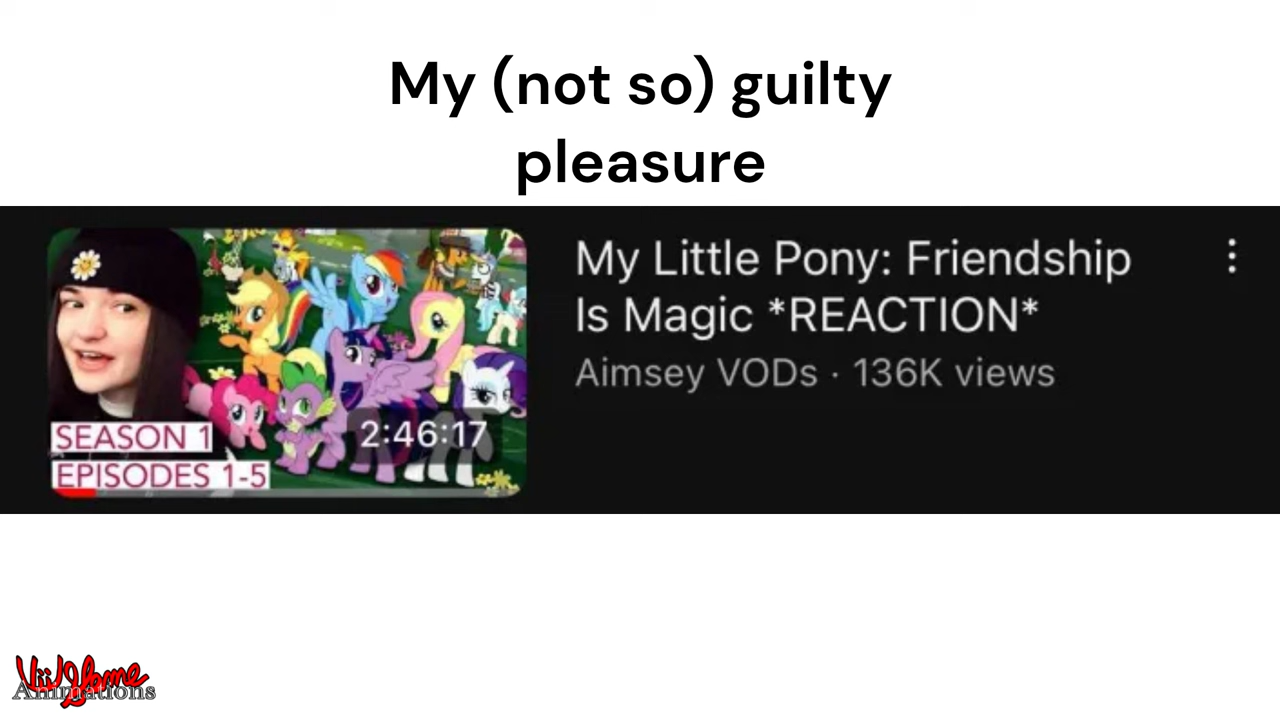 My (not so) guilty
pleasure
My Little Pony: Friendship
Is Magic *REACTION*
Aimsey VODs · 136K views
SEASON 1
EPISODES 1-5
2:46:17
Animations